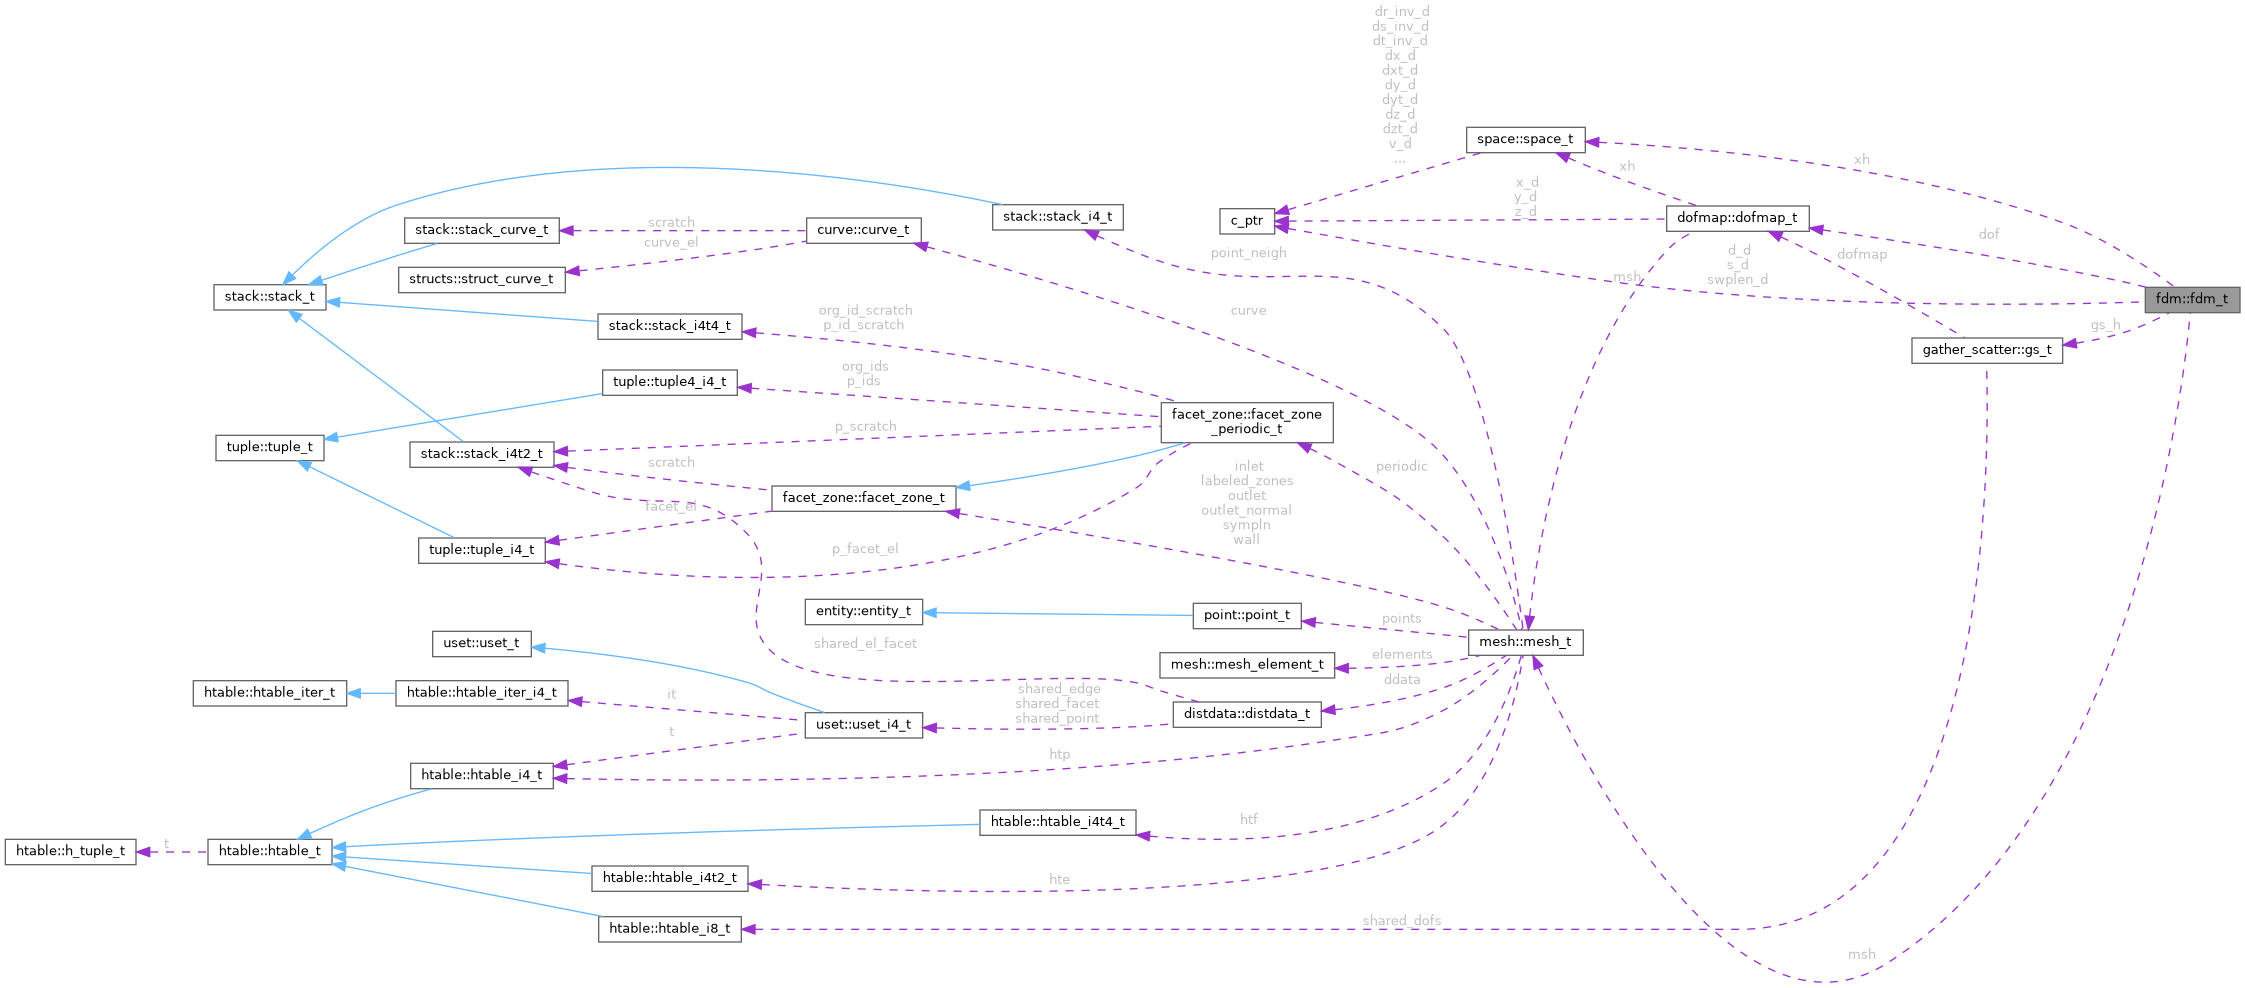 dr_inv_d
ds_inv_d
dt_inv_d
dx_d
dxt_d
dy_d
dyt_d
dz_d
dzt_d
v_d
...
space::space_t
xh
xh
x_d
y_d
z_d
stack::stack_i4_t
c_ptr
dofmap::dofmap_t
stack::stack_curve_t
scratch
curve::curve_t
dof
curve_el
point_neigh
d_d
s_d
swplen_d
dofmap
msh
structs::struct_curve_t
stack::stack_t
fdm::fdm_t
org_id_scratch
p_id_scratch
curve
stack::stack_i4t4_t
gs_h
gather_scatter::gs_t
org_ids
p_ids
tuple::tuple4_i4_t
facet_zone::facet_zone
_periodic_t
p_scratch
tuple::tuple_t
stack::stack_i4t2_t
scratch
periodic
inlet
labeled_zones
outlet
outlet_normal
sympln
wall
facet_zone::facet_zone_t
facet_el
tuple::tuple_i4_t
p_facet_el
entity::entity_t
point::point_t
points
uset::uset_t
shared_el_facet
mesh::mesh_t
mesh::mesh_element_t
elements
ddata
htable::htable_iter_t
htable::htable_iter_i4_t
it
shared_edge
shared_facet
shared_point
distdata::distdata_t
uset::uset_i4_t
t
htp
htable::htable_i4_t
htable::htable_i4t4_t
htf
htable::h_tuple_t
t
htable::htable_t
htable::htable_i4t2_t
hte
htable::htable_i8_t
shared_dofs
msh